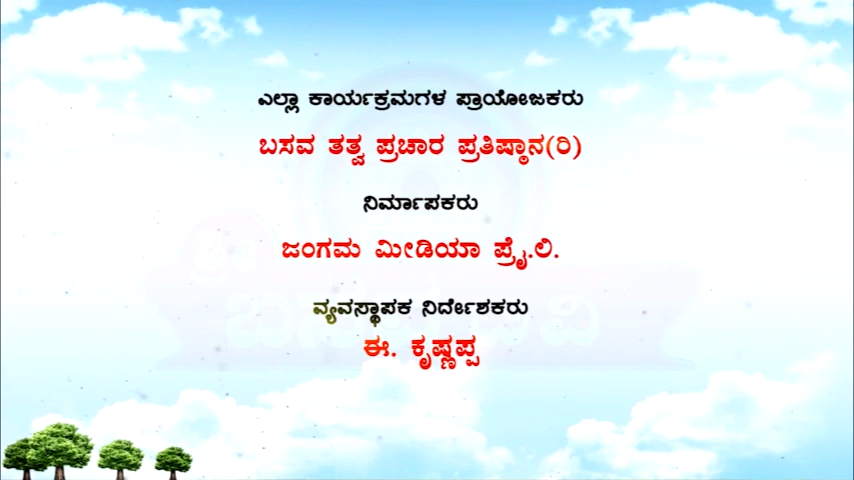 ಎಲ್ಲಾ ಕಾರ್ಯಕ್ರಮಗಳ ಪ್ರಾಯೋಜಕರು
ಬಸವ ತತ್ವ ಪ್ರಚಾರ ಪ್ರತಿಷ್ಠಾನ(ರಿ)
ನಿರ್ಮಾಪಕರು
ಜಂಗಮ ಮೀಡಿಯಾ ಪ್ರೈ.ಲಿ.
ವ್ಯವಸ್ಥಾಪಕ ನಿರ್ದೇಶಕರು
ಈ. ಕೃಷ್ಣಪ್ಪ